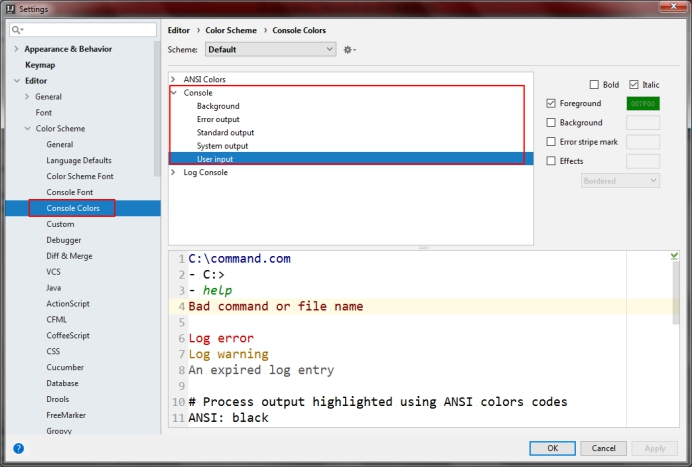 Settings
Appearance & Behavior
Keymap
Editor
General
Font
Color Scheme
General
Language Defaults
Color Scheme Font
Console Font
Console Colors
Custom
Debugger
Diff & Merge
VCS
Java
ActionScript
CFML
CoffeeScript
CSS
Cucumber
Database
Drools
FreeMarker
Groovy
Editor › Color Scheme › Console Colors
Scheme: Default
ANSI Colors
Console
Background
Error output
Standard output
System output
User input
Log Console
Bold Italic
Foreground 007F00
Background
Error stripe mark
Effects
Bordered
1 C:\command.com
2 - C:>
3 - help
4 Bad command or file name
5
6 Log error
7 Log warning
8 An expired log entry
9
10 # Process output highlighted using ANSI colors codes
11 ANSI: black
? OK Cancel Apply